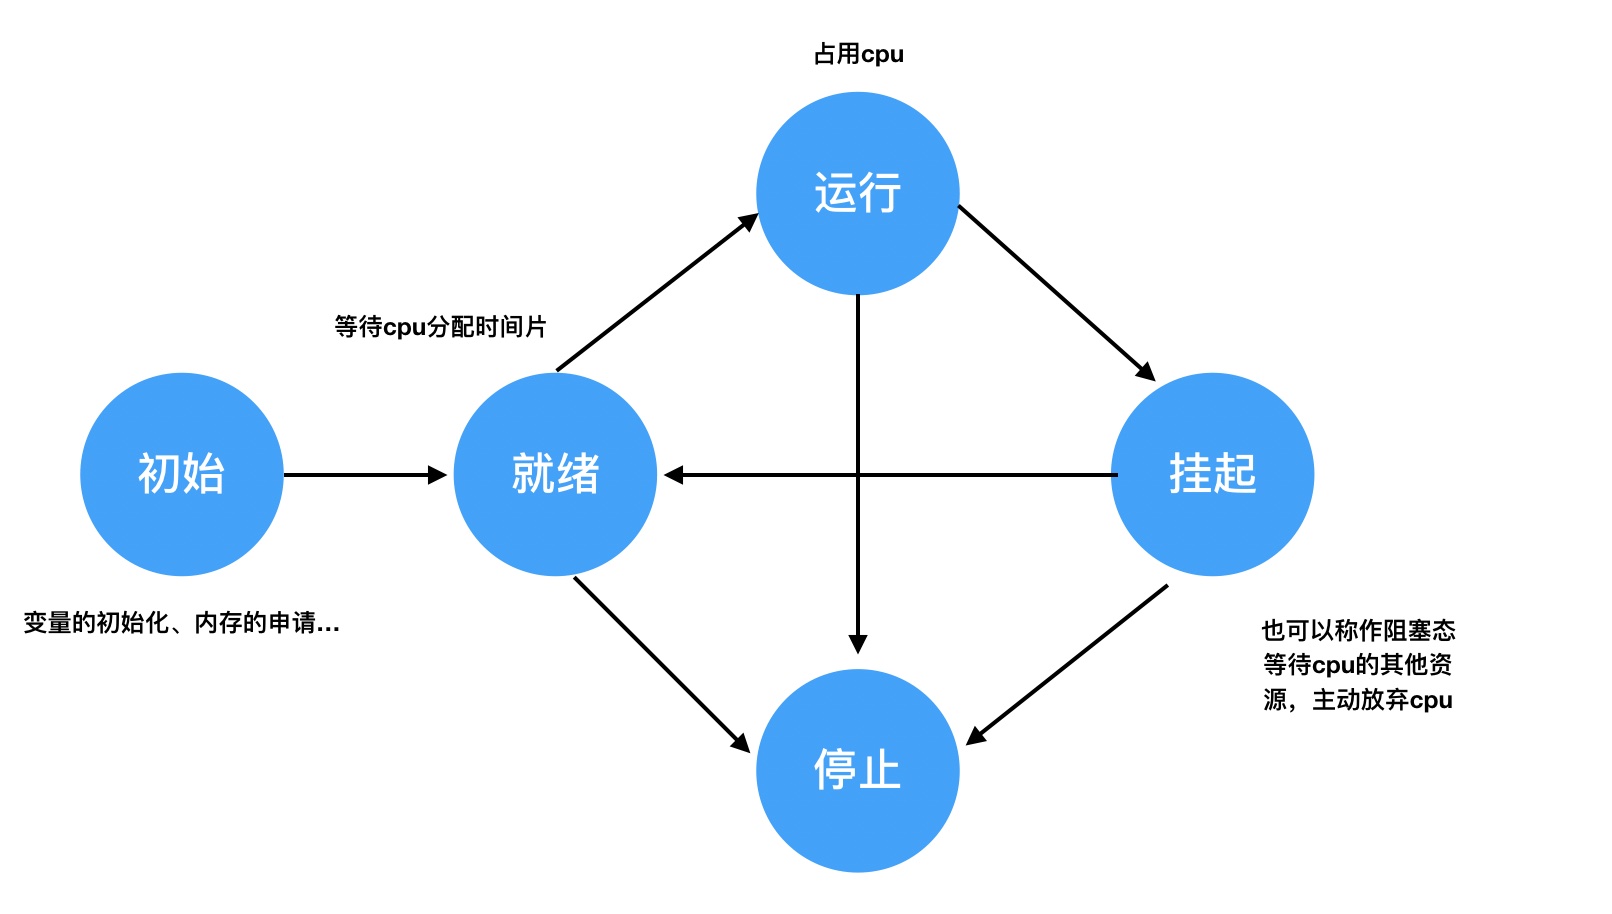 占用cpu
运行
等待cpu分配时间片
初始
就绪
挂起
变量的初始化、内存的申请...
也可以称作阻塞态
等待cpu的其他资
源，主动放弃cpu
停止